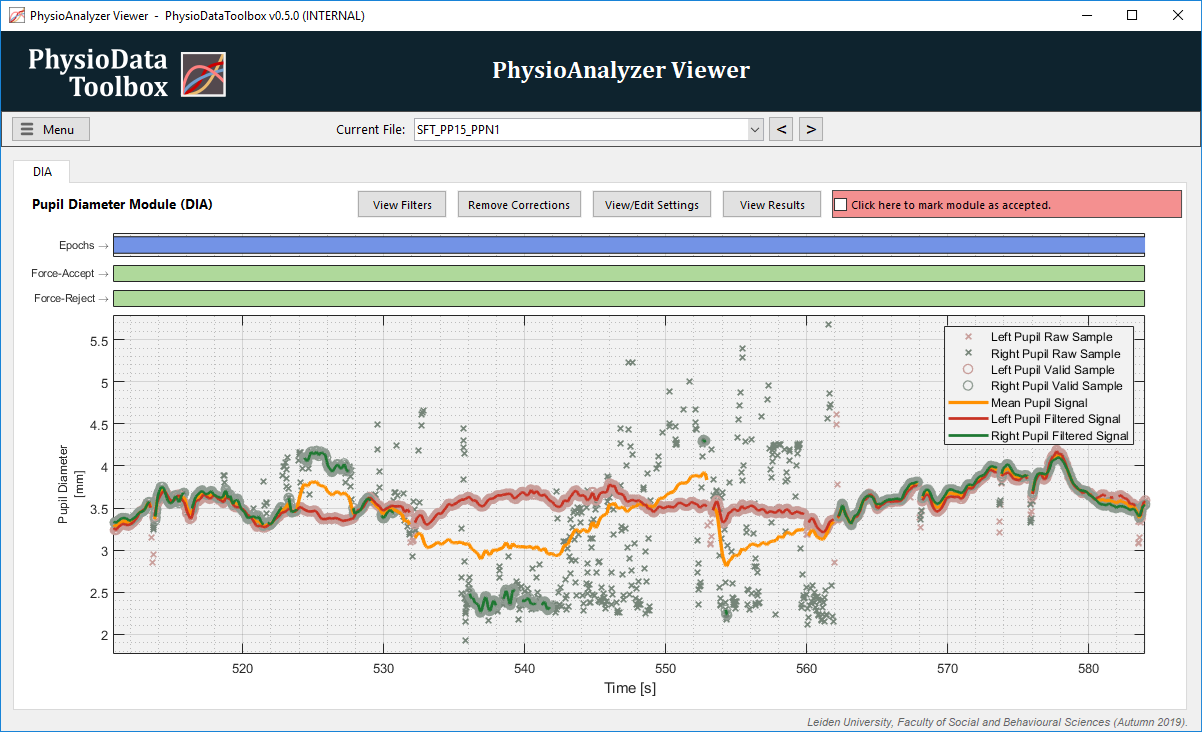 PhysioAnalyzer Viewer - PhysioDataToolbox v0.5.0 (INTERNAL)
PhysioData
Toolbox
PhysioAnalyzer Viewer
Menu
Current File:
SFT_PP15_PPN1
<
>
DIA
Pupil Diameter Module (DIA)
View Filters
Remove Corrections
View/Edit Settings
View Results
Click here to mark module as accepted.
Epochs →
Force-Accept →
Force-Reject →
Left Pupil Raw Sample
Right Pupil Raw Sample
Left Pupil Valid Sample
Right Pupil Valid Sample
Mean Pupil Signal
Left Pupil Filtered Signal
Right Pupil Filtered Signal
5.5
5
4.5
4
3.5
3
2.5
2
Pupil Diameter
[mm]
520
530
540
550
560
570
580
Time [s]
Leiden University, Faculty of Social and Behavioural Sciences (Autumn 2019).